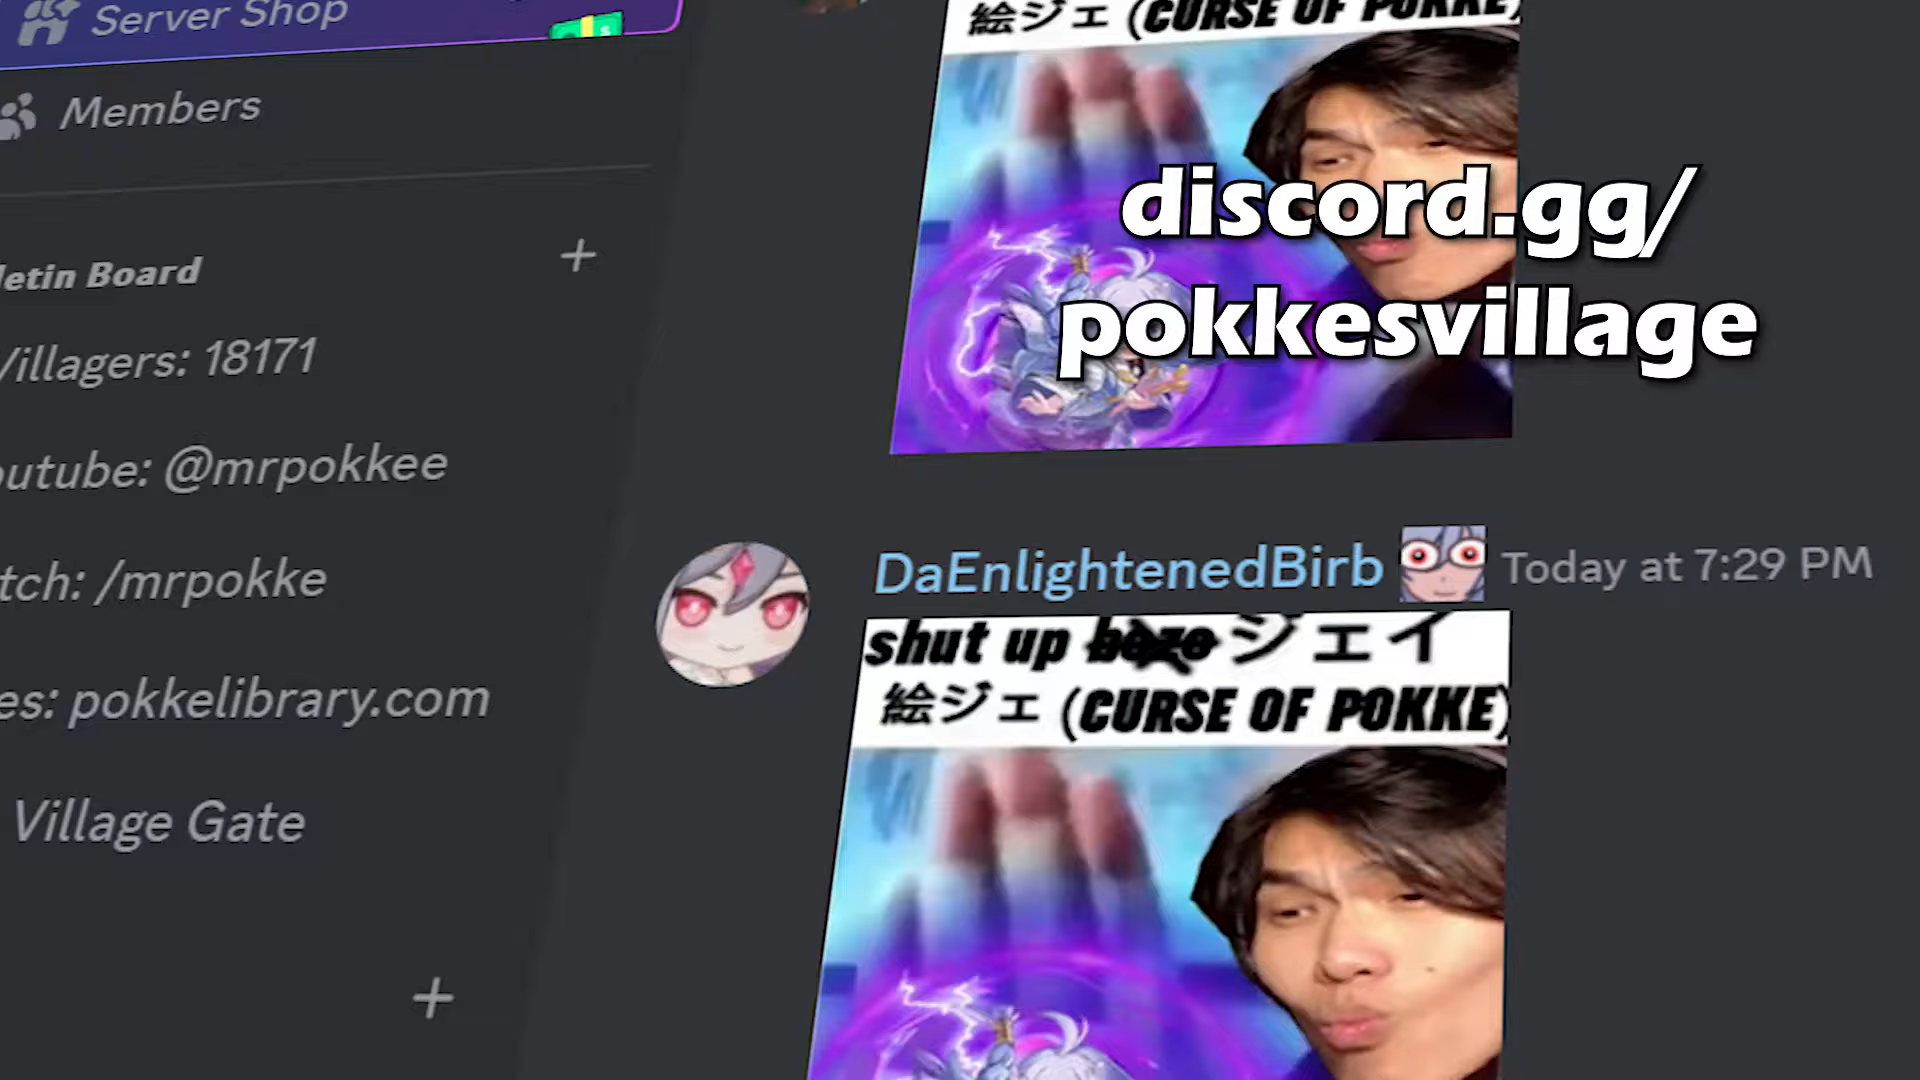 Server Shop
Members
letin Board
Villagers: 18171
outube: @mrpokkee
tch: /mrpokke
es: pokkelibrary.com
Village Gate
絵ジェ (CURSE OF POKKE)
discord.gg/
pokkesvillage
DaEnlightenedBirb Today at 7:29 PM
shut up ジェイ
絵ジェ (CURSE OF POKKE)